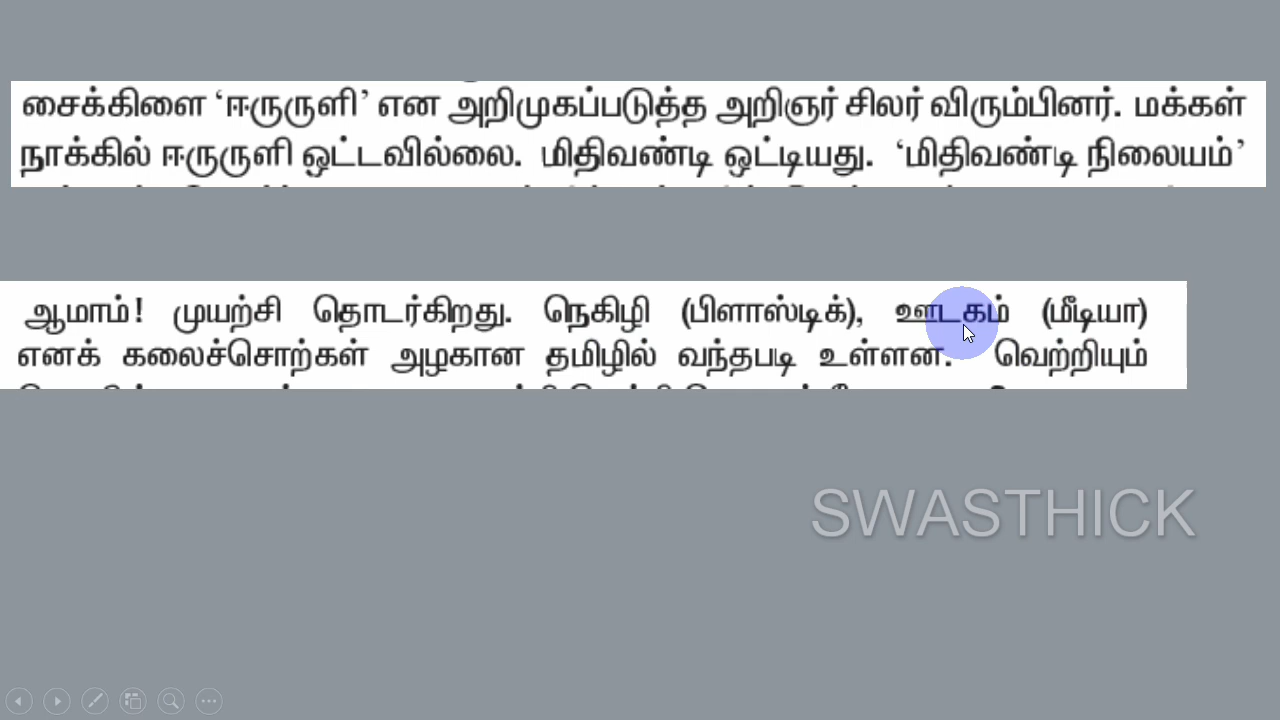 சைக்கிளை ‘ஈருருளி’ என அறிமுகப்படுத்த அறிஞர் சிலர் விரும்பினர். மக்கள்
நாக்கில் ஈருருளி ஒட்டவில்லை. மிதிவண்டி ஒட்டியது. ‘மிதிவண்டி நிலையம்’
ஆமாம்! முயற்சி தொடர்கிறது. நெகிழி (பிளாஸ்டிக்), ஊடகம் (மீடியா)
எனக் கலைச்சொற்கள் அழகான தமிழில் வந்தபடி உள்ளன. வெற்றியும்
SWASTHICK